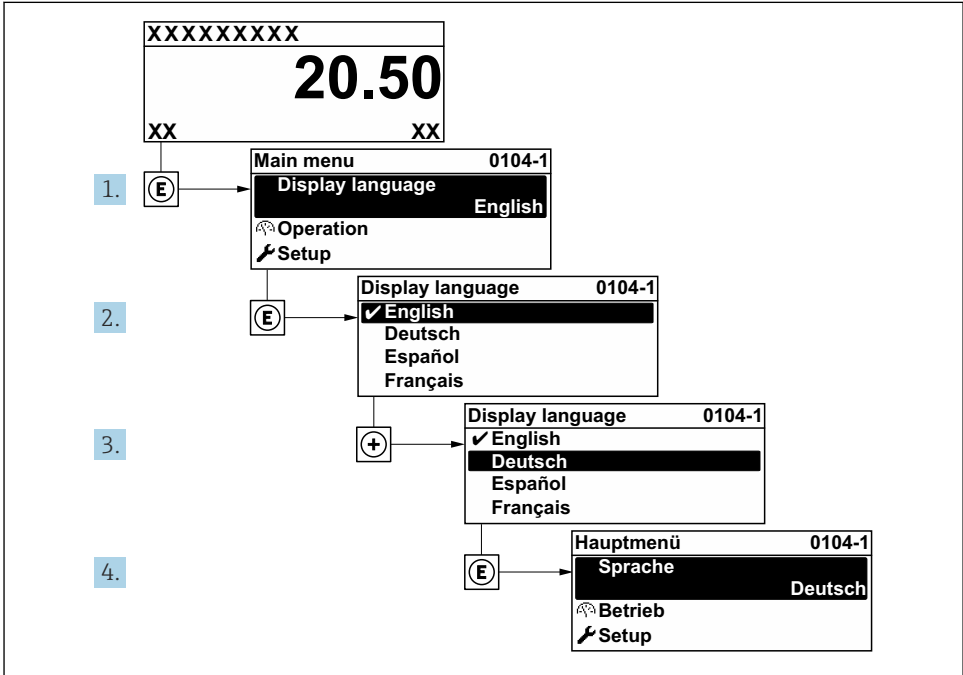 XXXXXXXXX
20.50
XX XX
1. E
Main menu 0104-1
Display language
English
Operation
Setup
2. E
Display language 0104-1
✔English
Deutsch
Español
Français
3. +
Display language 0104-1
✔English
Deutsch
Español
Français
4. E
Hauptmenü 0104-1
Sprache
Deutsch
Betrieb
Setup